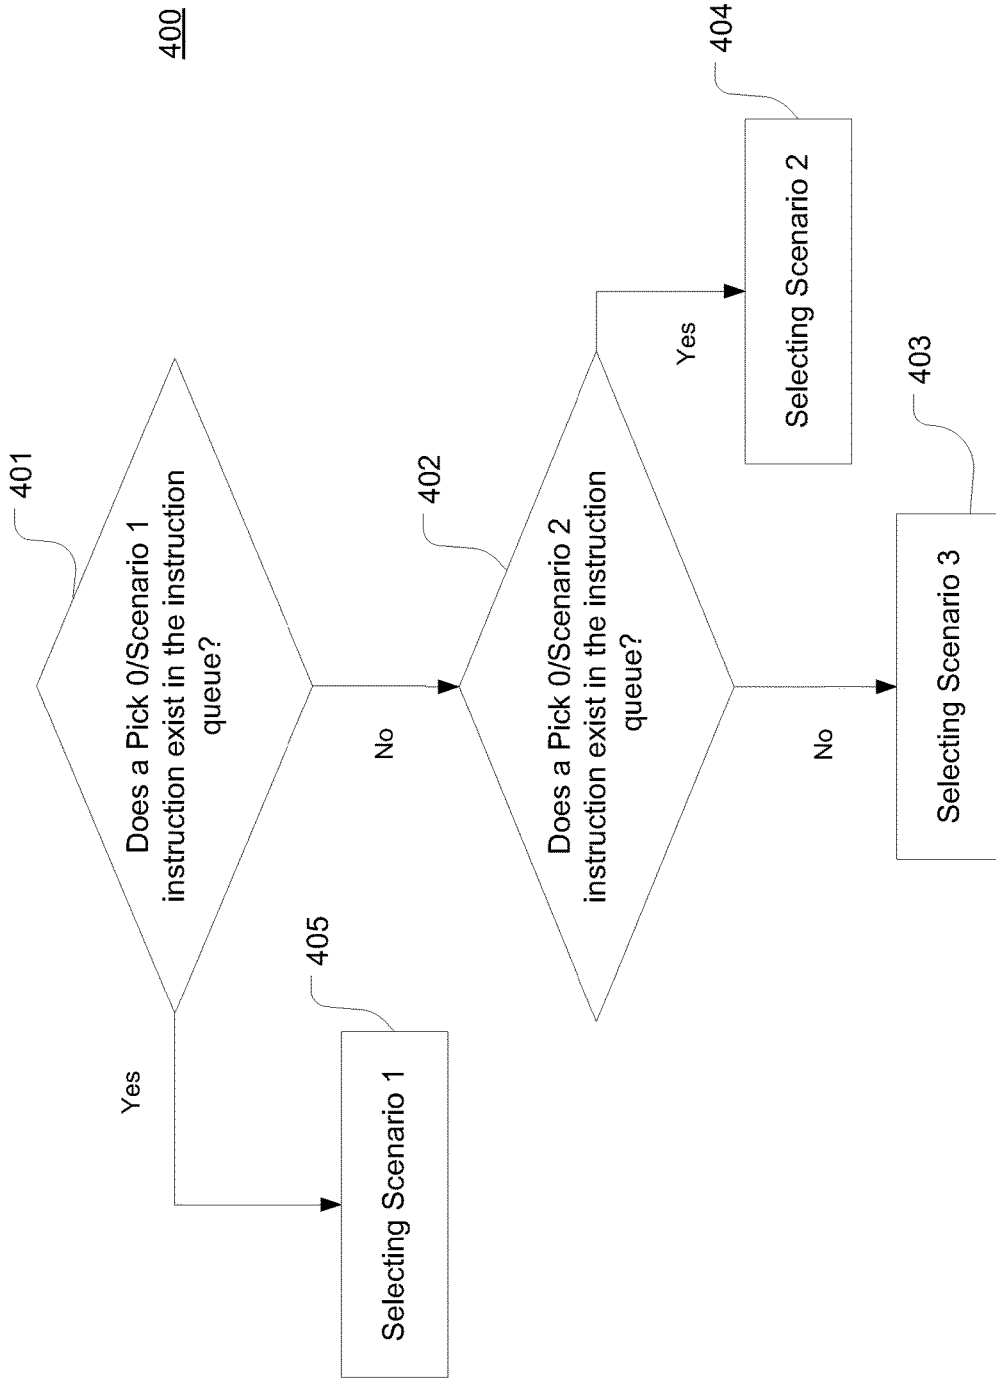 400
401
Does a Pick 0/Scenario 1
instruction exist in the instruction
queue?
Yes
405
Selecting Scenario 1
No
402
Does a Pick 0/Scenario 2
instruction exist in the instruction
queue?
Yes
404
Selecting Scenario 2
No
403
Selecting Scenario 3